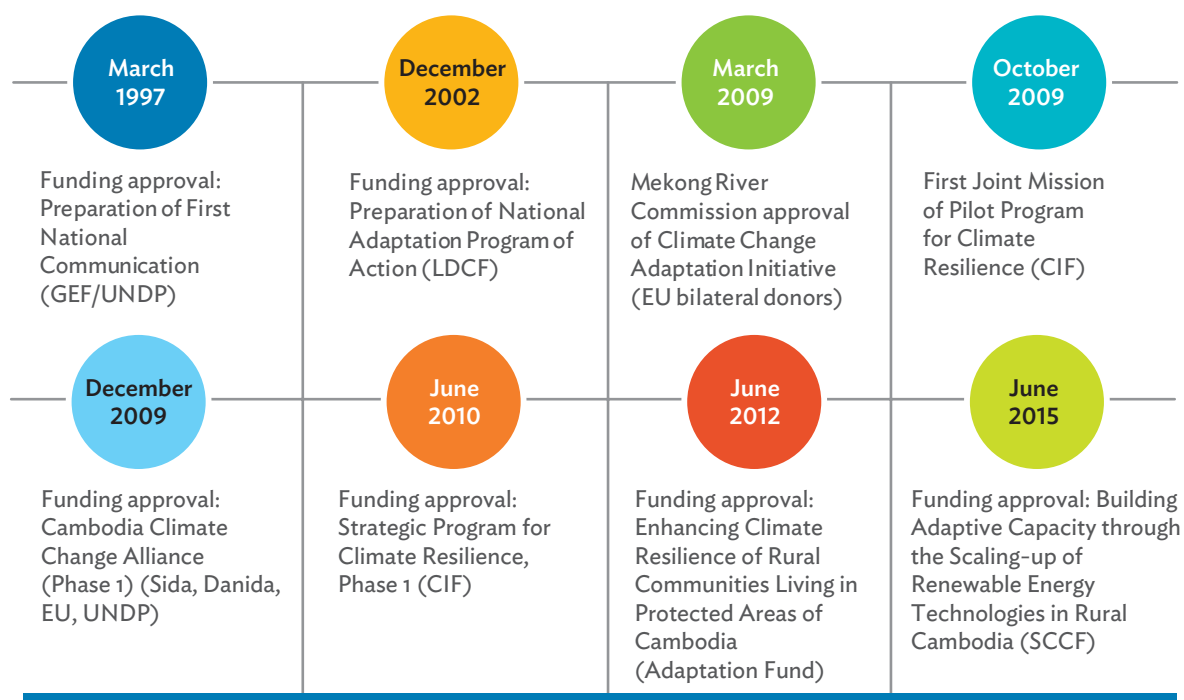 March
1997
Funding approval:
Preparation of First
National
Communication
(GEF/UNDP)
December
2002
Funding approval:
Preparation of National
Adaptation Program of
Action (LDCF)
March
2009
Mekong River
Commission approval
of Climate Change
Adaptation Initiative
(EU bilateral donors)
October
2009
First Joint Mission
of Pilot Program
for Climate
Resilience (CIF)
December
2009
Funding approval:
Cambodia Climate
Change Alliance
(Phase 1) (Sida, Danida,
EU, UNDP)
June
2010
Funding approval:
Strategic Program for
Climate Resilience,
Phase 1 (CIF)
June
2012
Funding approval:
Enhancing Climate
Resilience of Rural
Communities Living in
Protected Areas of
Cambodia
(Adaptation Fund)
June
2015
Funding approval: Building
Adaptive Capacity through
the Scaling-up of
Renewable Energy
Technologies in Rural
Cambodia (SCCF)